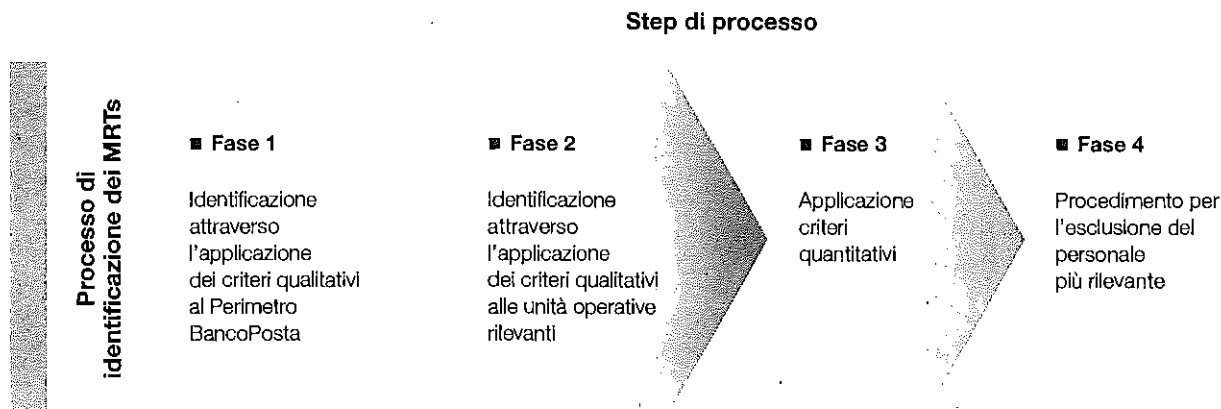 Step di processo
Processo di
identificazione dei MRTs
■ Fase 1
Identificazione
attraverso
l'applicazione
dei criteri qualitativi
al Perimetro
BancoPosta
■ Fase 2
Identificazione
attraverso
l'applicazione
dei criteri qualitativi
alle unità operative
rilevanti
■ Fase 3
Applicazione
criteri
quantitativi
■ Fase 4
Procedimento per
l'esclusione del
personale
più rilevante